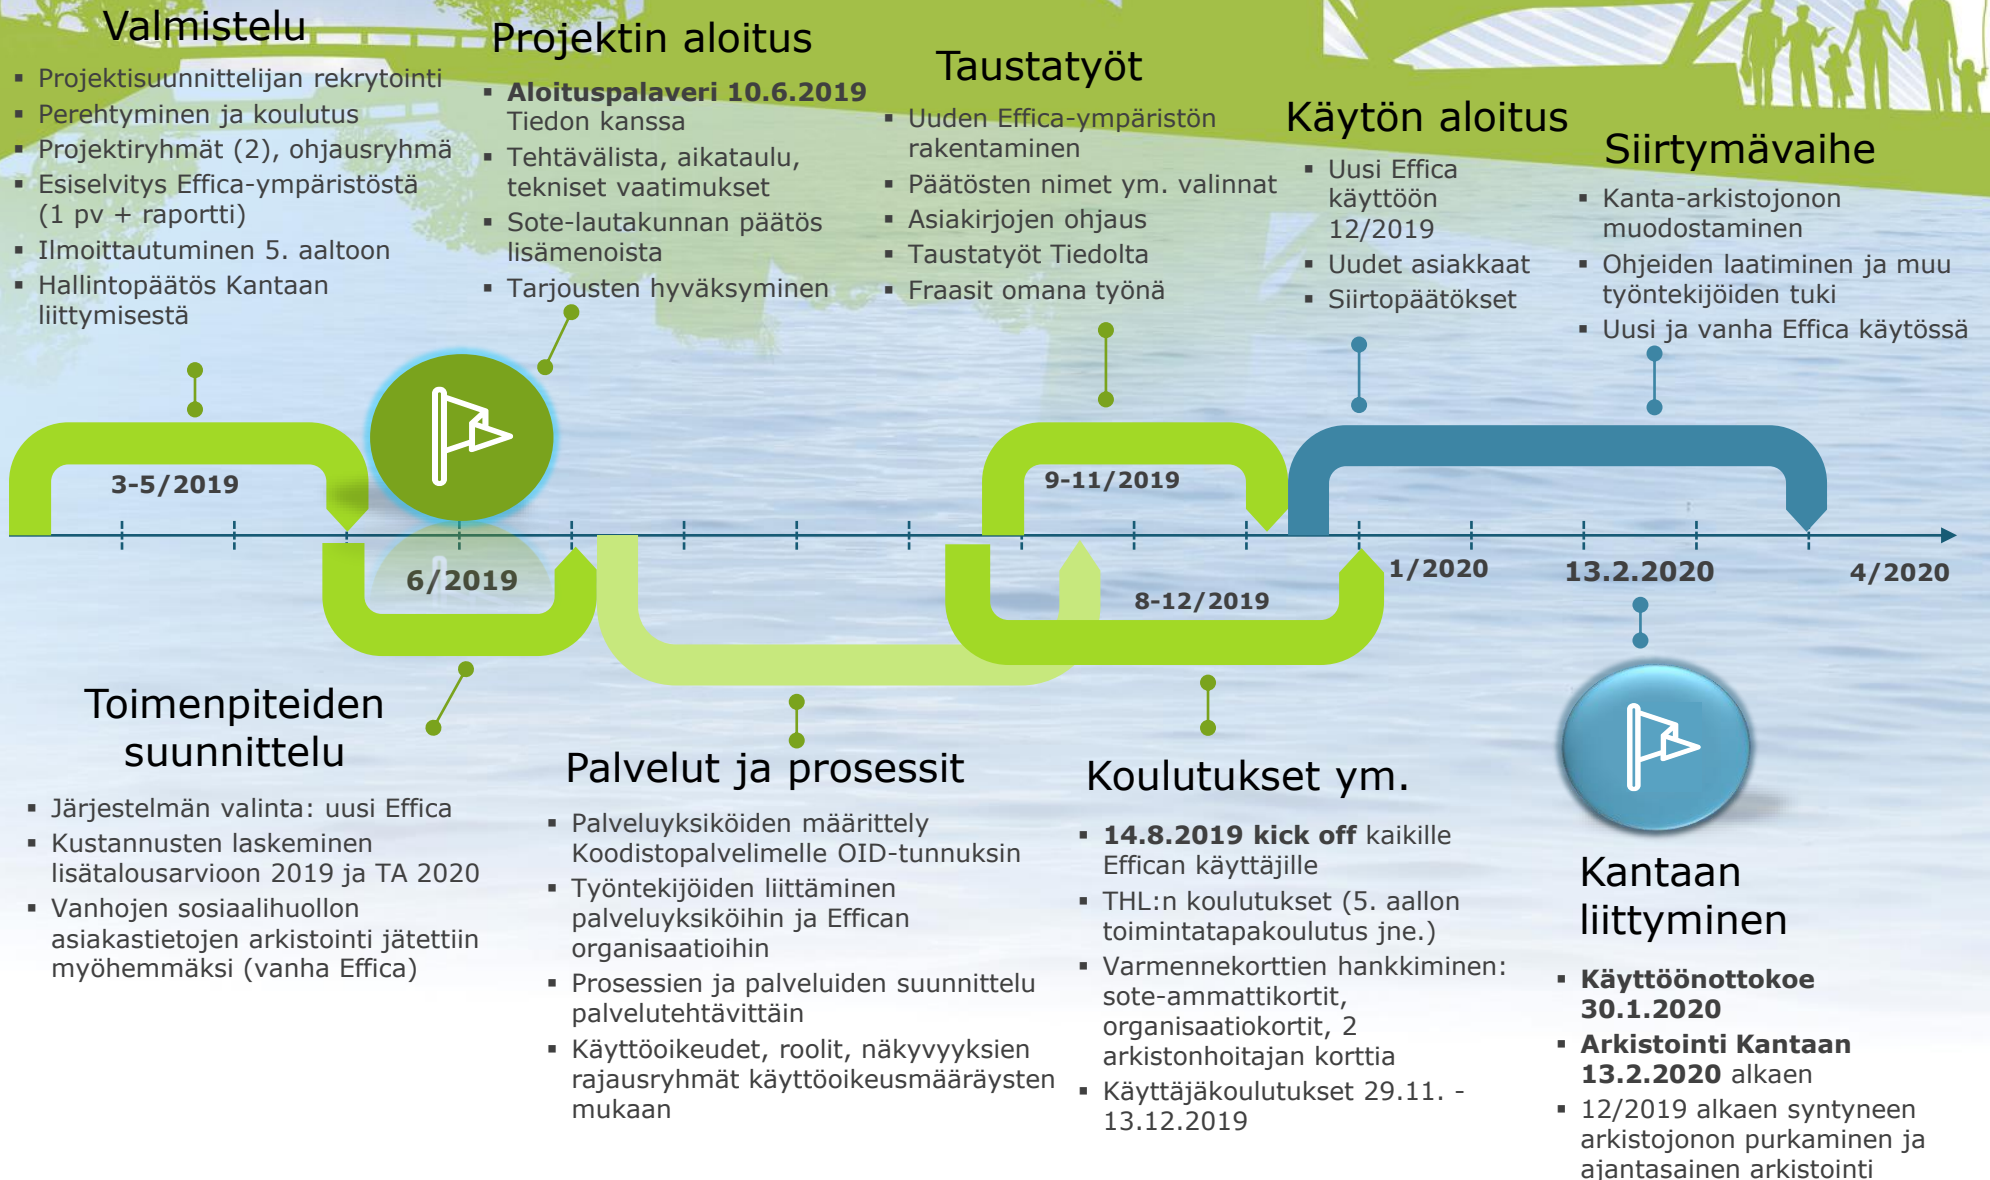 Valmistelu
▪ Projektisuunnittelijan rekrytointi
▪ Perehtyminen ja koulutus
▪ Projektiryhmät (2), ohjausryhmä
▪ Esiselvitys Effica-ympäristöstä
(1 pv + raportti)
▪ Ilmoittautuminen 5. aaltoon
▪ Hallintopäätös Kantaan
liittymisestä
Projektin aloitus
▪ Aloituspalaveri 10.6.2019
Tiedon kanssa
▪ Tehtävälista, aikataulu,
tekniset vaatimukset
▪ Sote-lautakunnan päätös
lisämenoista
▪ Tarjousten hyväksyminen
Taustatyöt
▪ Uuden Effica-ympäristön
rakentaminen
▪ Päätösten nimet ym. valinnat
▪ Asiakirjojen ohjaus
▪ Taustatyöt Tiedolta
▪ Fraasit omana työnä
Käytön aloitus
▪ Uusi Effica
käyttöön
12/2019
▪ Uudet asiakkaat
▪ Siirtopäätökset
Siirtymävaihe
▪ Kanta-arkistojonon
muodostaminen
▪ Ohjeiden laatiminen ja muu
työntekijöiden tuki
▪ Uusi ja vanha Effica käytössä
3-5/2019
6/2019
9-11/2019
8-12/2019
1/2020
13.2.2020
4/2020
Toimenpiteiden
suunnittelu
▪ Järjestelmän valinta: uusi Effica
▪ Kustannusten laskeminen
lisätalousarvioon 2019 ja TA 2020
▪ Vanhojen sosiaalihuollon
asiakastietojen arkistointi jätettiin
myöhemmäksi (vanha Effica)
Palvelut ja prosessit
▪ Palveluyksiköiden määrittely
Koodistopalvelimelle OID-tunnuksin
▪ Työntekijöiden liittäminen
palveluyksiköihin ja Effican
organisaatioihin
▪ Prosessien ja palveluiden suunnittelu
palvelutehtävittäin
▪ Käyttöoikeudet, roolit, näkyvyyksien
rajausryhmät käyttöoikeusmääräysten
mukaan
Koulutukset ym.
▪ 14.8.2019 kick off kaikille
Effican käyttäjille
▪ THL:n koulutukset (5. aallon
toimintatapakoulutus jne.)
▪ Varmennekorttien hankkiminen:
sote-ammattikortit,
organisaatiokortit, 2
arkistonhoitajan korttia
▪ Käyttäjäkoulutukset 29.11. -
13.12.2019
Kantaan
liittyminen
▪ Käyttöönottokoe
30.1.2020
▪ Arkistointi Kantaan
13.2.2020 alkaen
▪ 12/2019 alkaen syntyneen
arkistojonon purkaminen ja
ajantasainen arkistointi